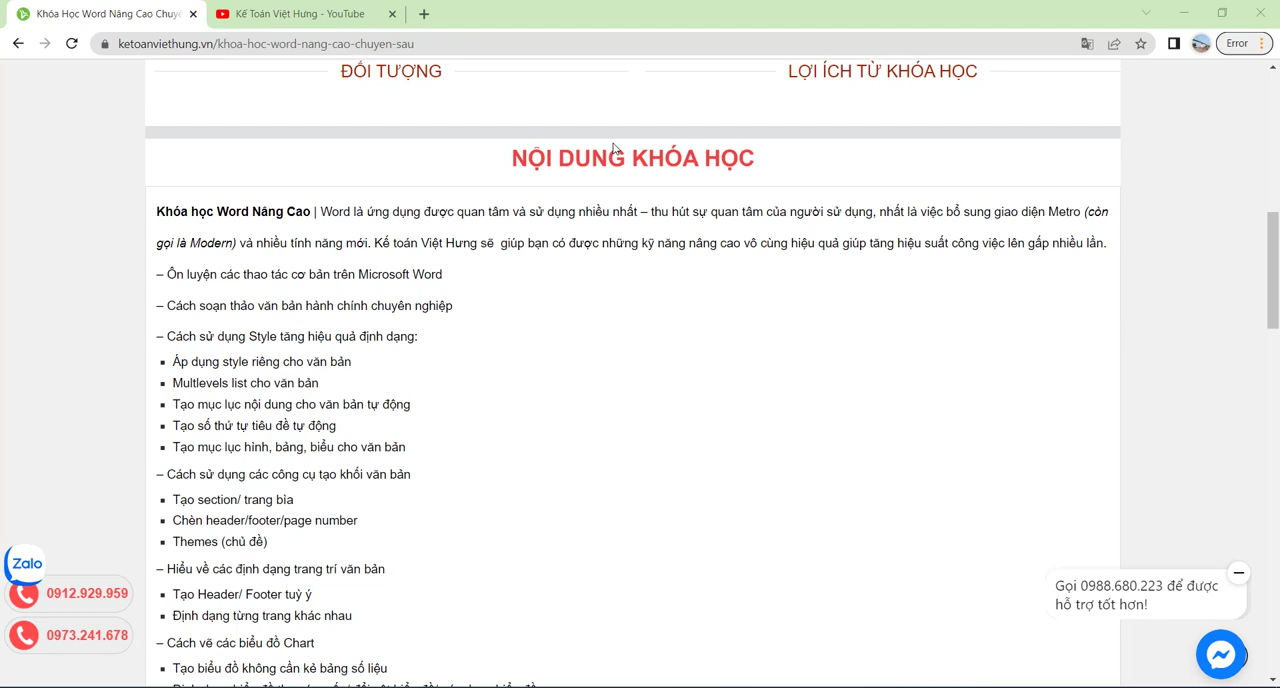 Khóa Học Word Nâng Cao Chuyê
Kế Toán Việt Hưng - YouTube
ketoanviethung.vn/khoa-hoc-word-nang-cao-chuyen-sau
Error
ĐỐI TƯỢNG
LỢI ÍCH TỪ KHÓA HỌC
NỘI DUNG KHÓA HỌC
Khóa học Word Nâng Cao | Word là ứng dụng được quan tâm và sử dụng nhiều nhất – thu hút sự quan tâm của người sử dụng, nhất là việc bổ sung giao diện Metro (còn
gọi là Modern) và nhiều tính năng mới. Kế toán Việt Hưng sẽ giúp bạn có được những kỹ năng nâng cao vô cùng hiệu quả giúp tăng hiệu suất công việc lên gấp nhiều lần.
– Ôn luyện các thao tác cơ bản trên Microsoft Word
– Cách soạn thảo văn bản hành chính chuyên nghiệp
– Cách sử dụng Style tăng hiệu quả định dạng:
▪ Áp dụng style riêng cho văn bản
▪ Multlevels list cho văn bản
▪ Tạo mục lục nội dung cho văn bản tự động
▪ Tạo số thứ tự tiêu đề tự động
▪ Tạo mục lục hình, bảng, biểu cho văn bản
– Cách sử dụng các công cụ tạo khối văn bản
▪ Tạo section/ trang bìa
▪ Chèn header/footer/page number
▪ Themes (chủ đề)
– Hiểu về các định dạng trang trí văn bản
▪ Tạo Header/ Footer tuỳ ý
▪ Định dạng từng trang khác nhau
– Cách vẽ các biểu đồ Chart
▪ Tạo biểu đồ không cần kẻ bảng số liệu
Zalo
0912.929.959
0973.241.678
Gọi 0988.680.223 để được
hỗ trợ tốt hơn!